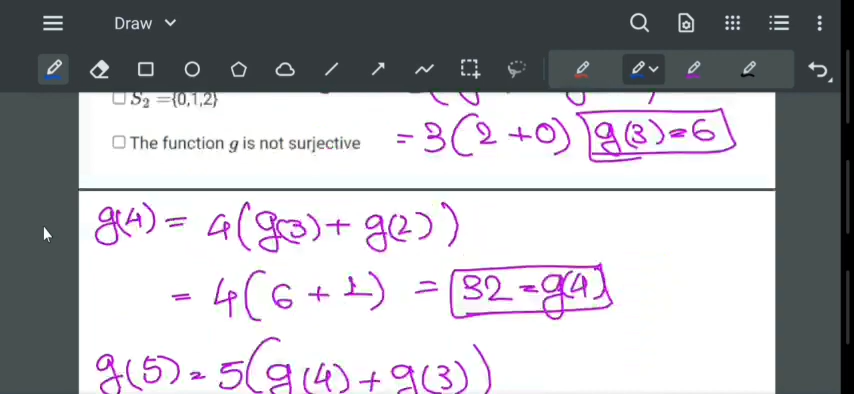 Draw
S₂ ={0,1,2}
= 3(2+0) g(3)=6
The function g is not surjective
g(4) = 4(g(3) + g(2))
= 4(6 + 1) = 32 = g(4)
g(5) = 5(g(4) + g(3))